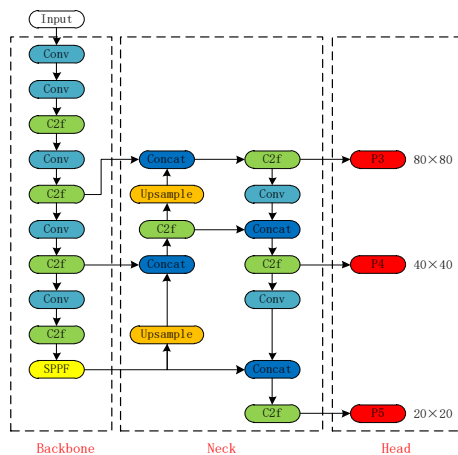 Input
Conv
Conv
C2f
Conv
C2f
Conv
C2f
Conv
C2f
SPPF
Concat
Upsample
C2f
Concat
Upsample
C2f
Conv
Concat
C2f
Conv
Concat
C2f
P3 80×80
P4 40×40
P5 20×20
Backbone
Neck
Head